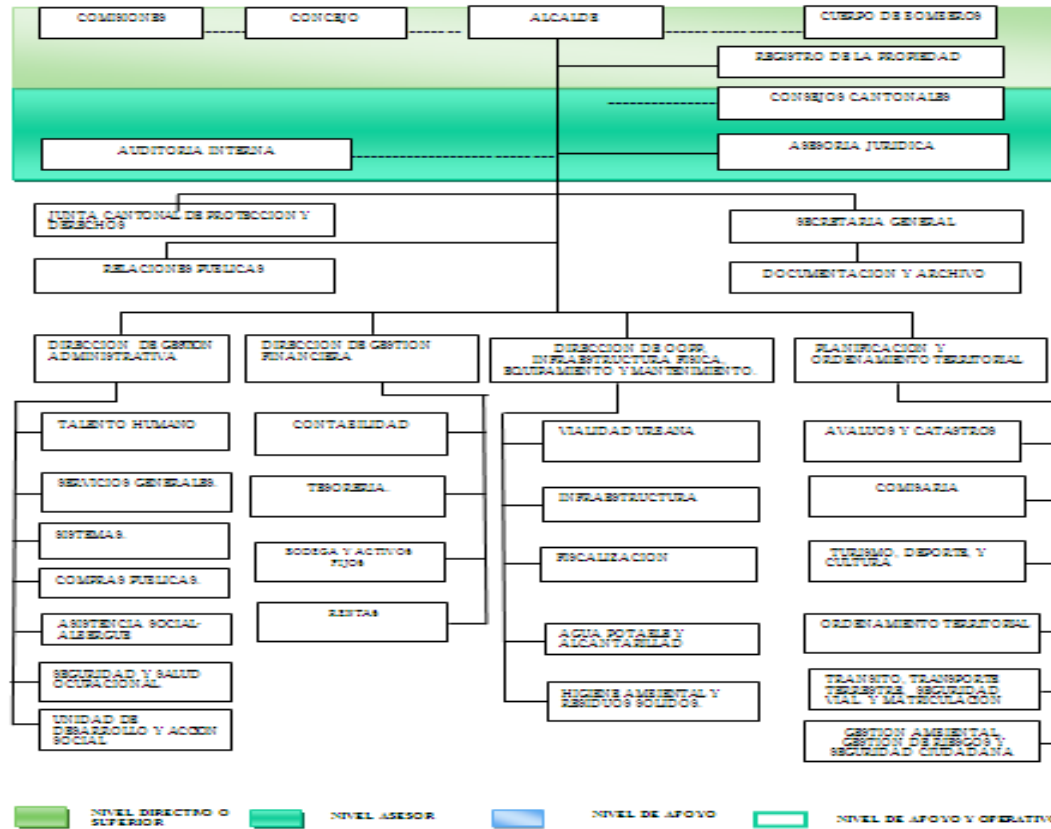 COMISIONES
CONCEJO
ALCALDE
CUERPO DE BOMBEROS
REGISTRO DE LA PROPIEDAD
CONSEJOS CANTONALES
AUDITORIA INTERNA
ASESORIA JURIDICA
JUNTA CANTONAL DE PROTECCION Y
DERECHOS
SECRETARIA GENERAL
RELACIONES PUBLICAS
DOCUMENTACION Y ARCHIVO
DIRECCION DE GESTION
ADMINISTRATIVA
DIRECCION DE GESTION
FINANCIERA
DIRECCION DE OOPP,
INFRAESTRUCTURA FISICA,
EQUIPAMIENTO Y MANTENIMIENTO.
PLANIFICACION Y
ORDENAMIENTO TERRITORIAL
TALENTO HUMANO
SERVICIOS GENERALES.
SISTEMAS.
COMPRAS PUBLICAS.
ASISTENCIA SOCIAL-
ALBERGUE
SEGURIDAD Y SALUD
OCUPACIONAL
UNIDAD DE
DESARROLLO Y ACCION
SOCIAL
CONTABILIDAD
TESORERIA.
BODEGA Y ACTIVOS
FIJOS
RENTAS
VIALIDAD URBANA
INFRAESTRUCTURA
FISCALIZACION
AGUA POTABLE Y
ALCANTARILLAD
HIGIENE AMBIENTAL Y
RESIDUOS SOLIDOS.
AVALUOS Y CATASTROS
COMISARIA
TURISMO, DEPORTE, Y
CULTURA
ORDENAMIENTO TERRITORIAL
TRANSITO, TRANSPORTE
TERRESTRE, SEGURIDAD
VIAL. Y MATRICULACION
GESTION AMBIENTAL,
GESTION DE RIESGOS Y
SEGURIDAD CIUDADANA
NIVEL DIRECTIVO O
SUPERIOR
NIVEL ASESOR
NIVEL DE APOYO
NIVEL DE APOYO Y OPERATIVO